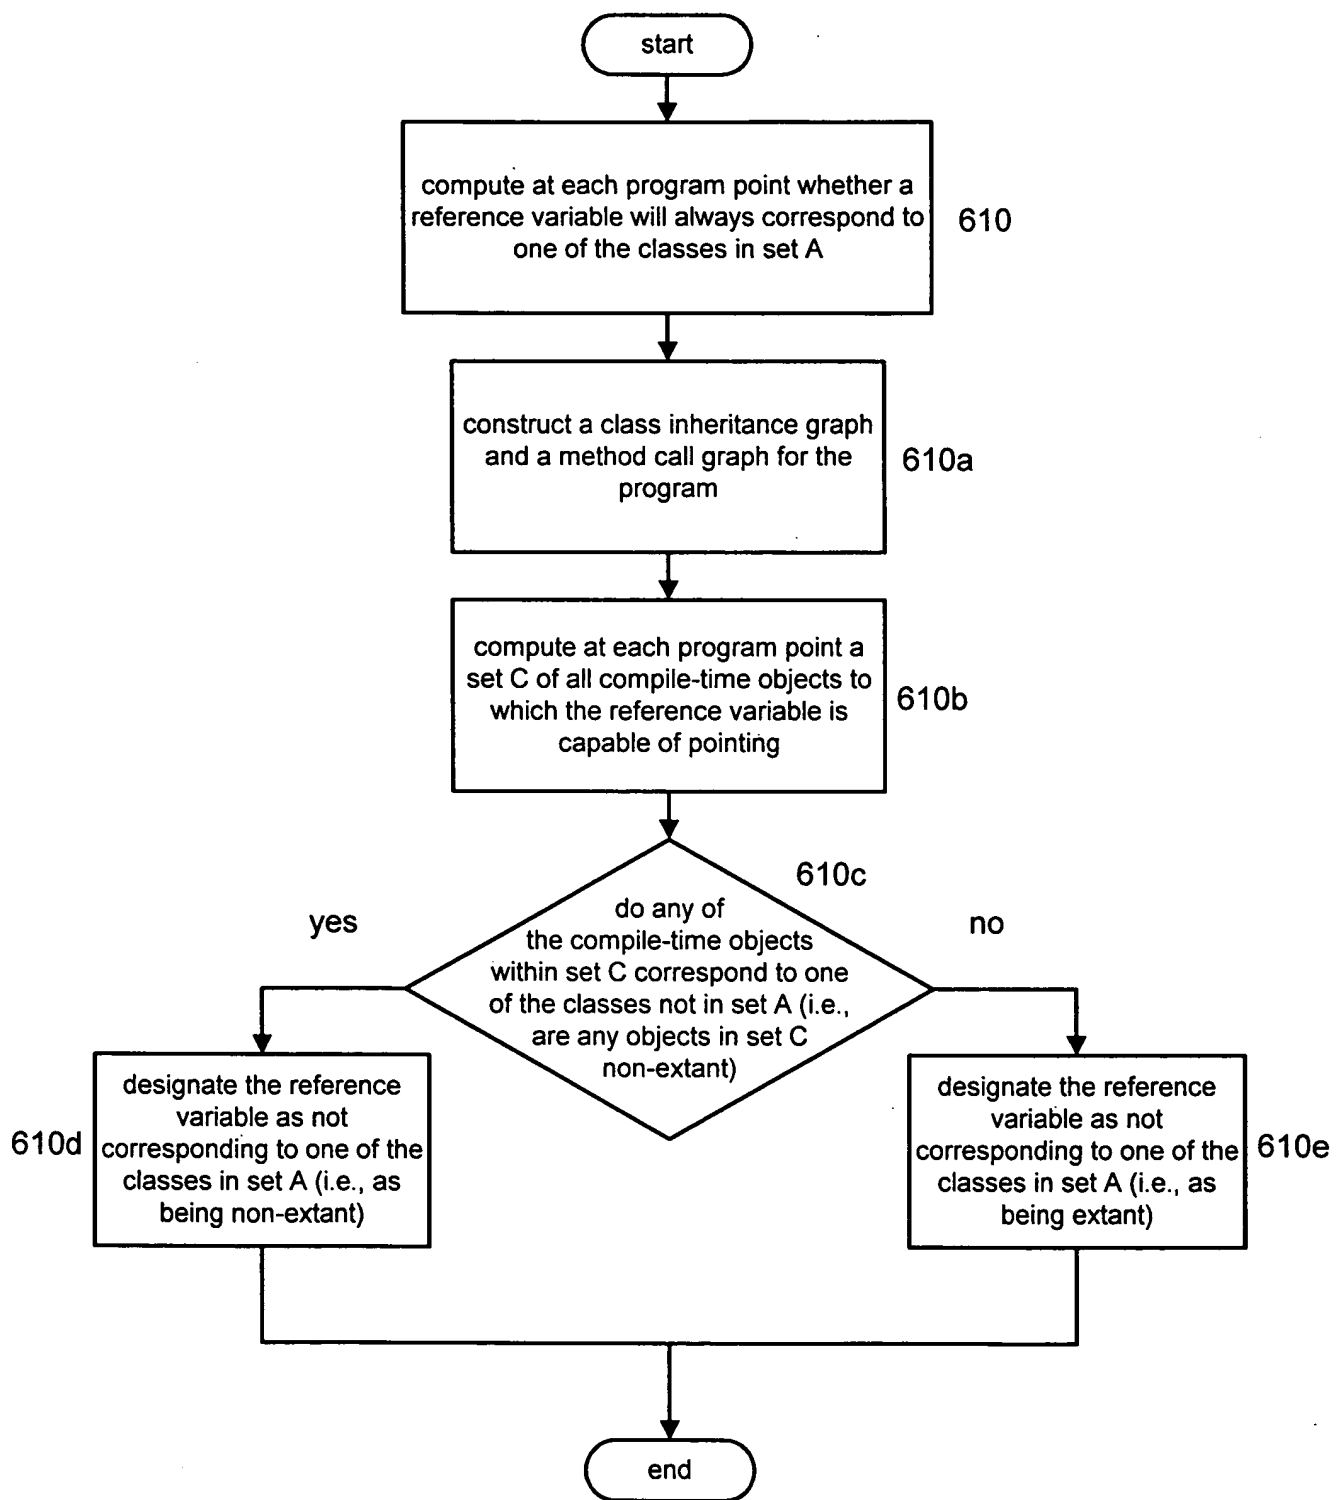 start
compute at each program point whether a
reference variable will always correspond to
one of the classes in set A
610
construct a class inheritance graph
and a method call graph for the
program
610a
compute at each program point a
set C of all compile-time objects to
which the reference variable is
capable of pointing
610b
610c
do any of
the compile-time objects
within set C correspond to one
of the classes not in set A (i.e.,
are any objects in set C
non-extant)
yes
no
designate the reference
variable as not
corresponding to one of the
classes in set A (i.e., as
being non-extant)
610d
designate the reference
variable as not
corresponding to one of the
classes in set A (i.e., as
being extant)
610e
end